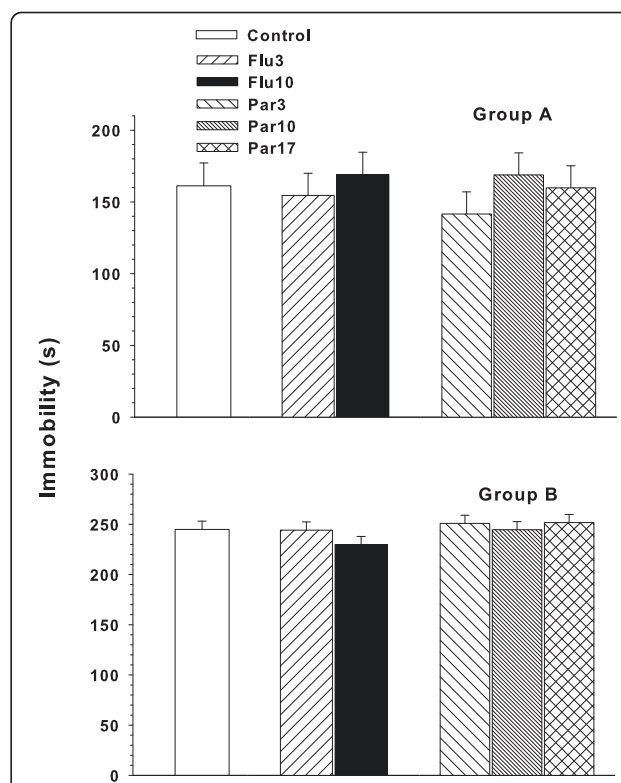 Control
Flu3
Flu10
Par3
Par10
Par17
Group A
200
150
100
50
0
Immobility (s)
Group B
300
250
200
150
100
50
0